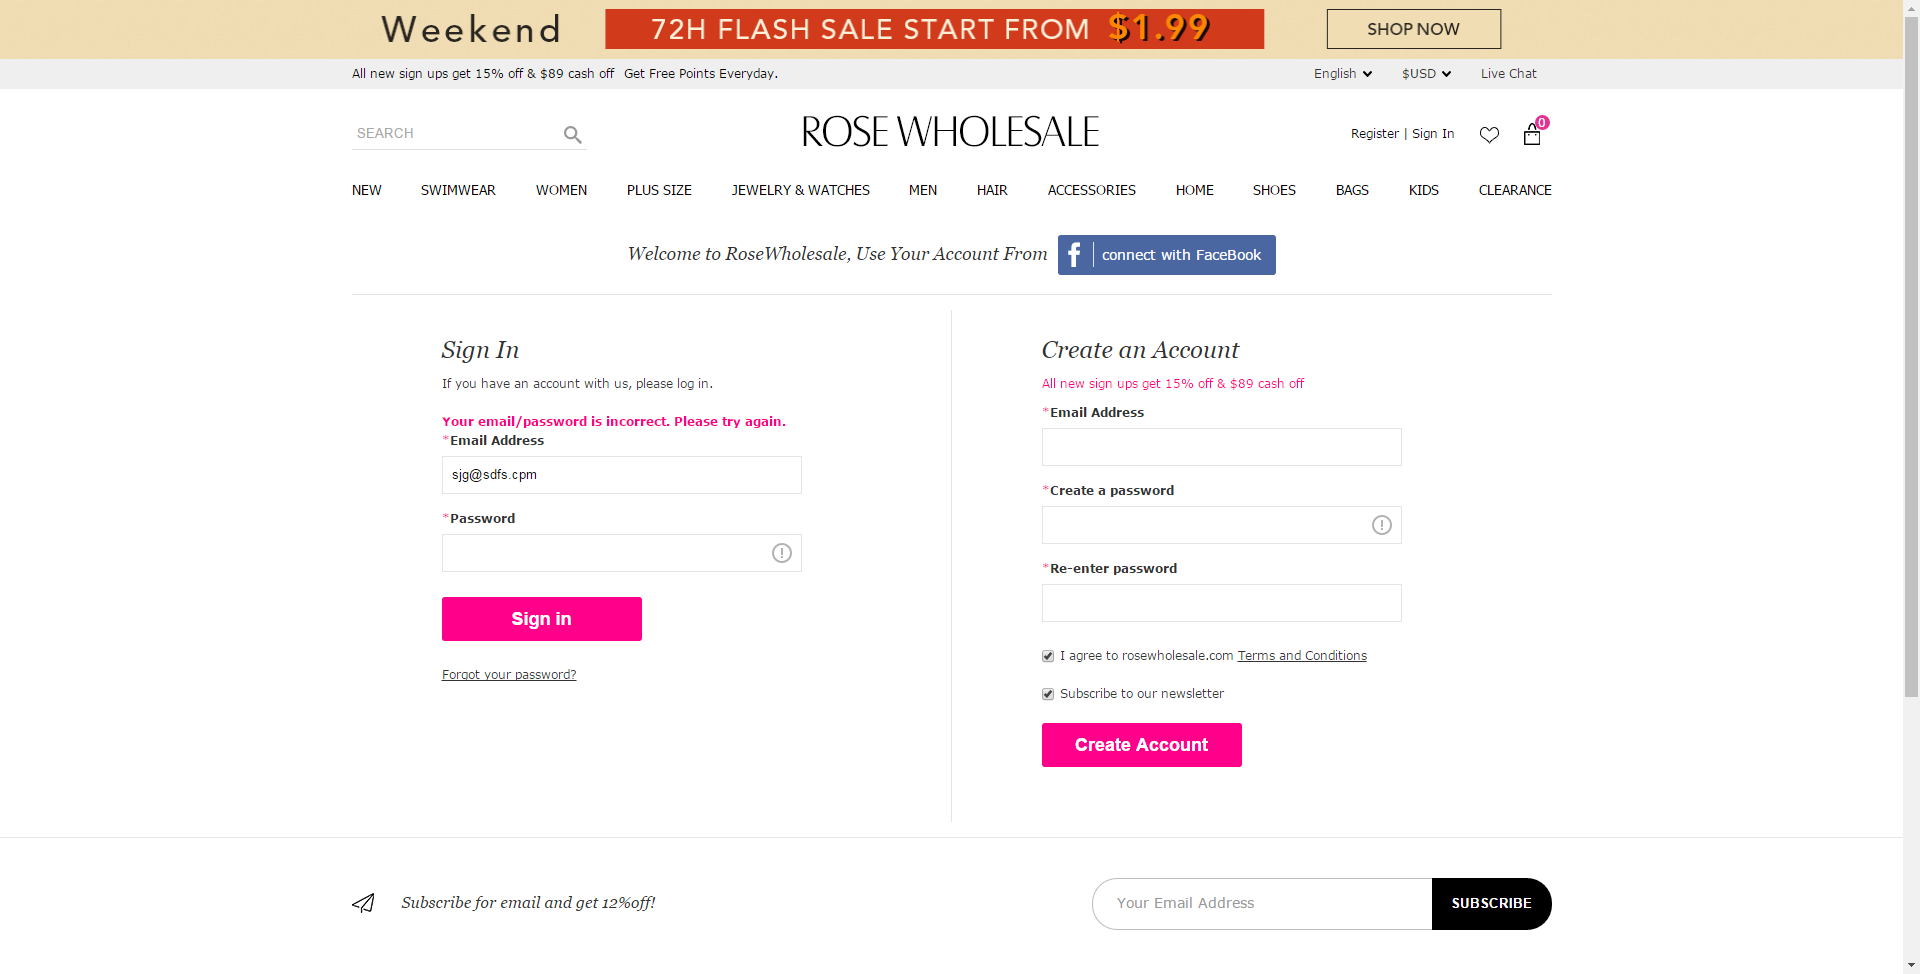 Weekend 72H FLASH SALE START FROM $1.99 SHOP NOW
All new sign ups get 15% off & $89 cash off Get Free Points Everyday. English $USD Live Chat
SEARCH ROSE WHOLESALE Register | Sign In 0
NEW SWIMWEAR WOMEN PLUS SIZE JEWELRY & WATCHES MEN HAIR ACCESSORIES HOME SHOES BAGS KIDS CLEARANCE
Welcome to RoseWholesale, Use Your Account From f connect with FaceBook
Sign In
If you have an account with us, please log in.
Your email/password is incorrect. Please try again.
*Email Address
sjg@sdfs.cpm
*Password
Sign in
Forgot your password?
Create an Account
All new sign ups get 15% off & $89 cash off
*Email Address
*Create a password
*Re-enter password
I agree to rosewholesale.com Terms and Conditions
Subscribe to our newsletter
Create Account
Subscribe for email and get 12%off!
Your Email Address SUBSCRIBE